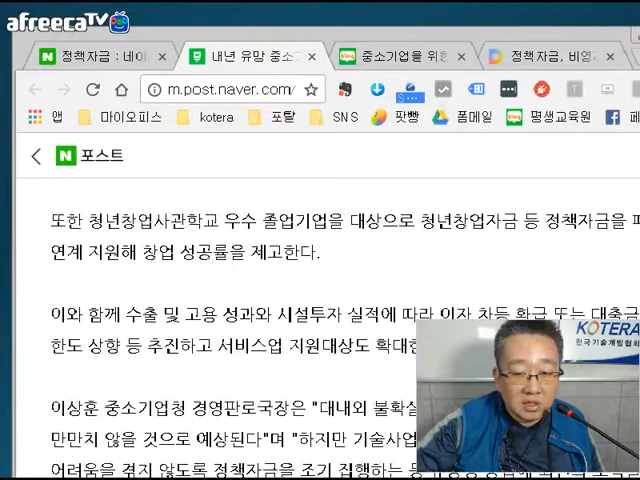 afreecaTV
정책자금 : 네이
내년 유망 중소
중소기업을 위한
정책자금, 비영
m.post.naver.com/
앱
마이오피스
kotera
포탈
SNS
팟빵
폼메일
평생교육원
페
포스트
또한 청년창업사관학교 우수 졸업기업을 대상으로 청년창업자금 등 정책자금을
연계 지원해 창업 성공률을 제고한다.
이와 함께 수출 및 고용 성과와 시설투자 실적에 따라 이자 차등 환급 또는 대출금
한도 상향 등 추진하고 서비스업 지원대상도 확대
KOTERA
한국기술개발협회
이상훈 중소기업청 경영판로국장은 "대내외 불확실
만만치 않을 것으로 예상된다"며 "하지만 기술사업
어려움을 겪지 않도록 정책자금을 조기 집행하는